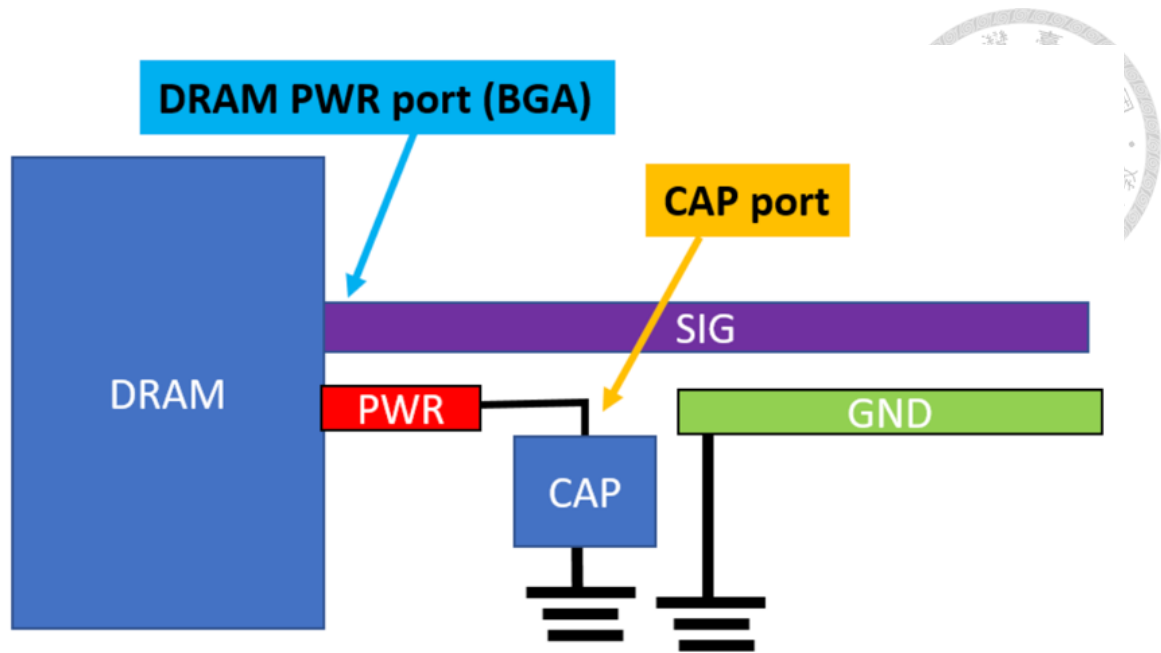 DRAM PWR port (BGA)
CAP port
SIG
DRAM
PWR
GND
CAP